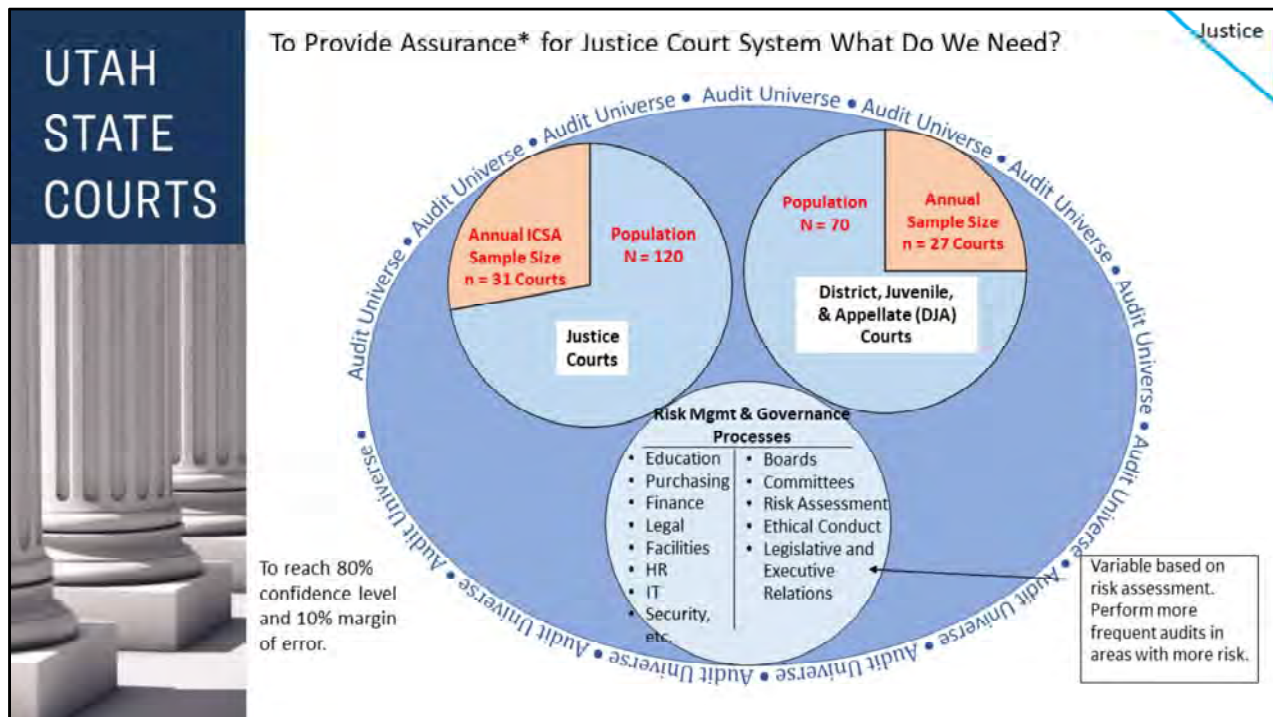 UTAH
STATE
COURTS
To Provide Assurance* for Justice Court System What Do We Need?
Justice
Audit Universe • Audit Universe • Audit Universe • Audit Universe • Audit Universe • Audit Universe • Audit Universe • Audit Universe • Audit Universe • Audit Universe • Audit Universe • Audit Universe • Audit Universe • Audit Universe •
Annual ICSA
Sample Size
n = 31 Courts
Population
N = 120
Justice
Courts
Population
N = 70
Annual
Sample Size
n = 27 Courts
District, Juvenile,
& Appellate (DJA)
Courts
Risk Mgmt & Governance
Processes
• Education
• Purchasing
• Finance
• Legal
• Facilities
• HR
• IT
• Security,
etc.
• Boards
• Committees
• Risk Assessment
• Ethical Conduct
• Legislative and
Executive
Relations
To reach 80%
confidence level
and 10% margin
of error.
Variable based on
risk assessment.
Perform more
frequent audits in
areas with more risk.